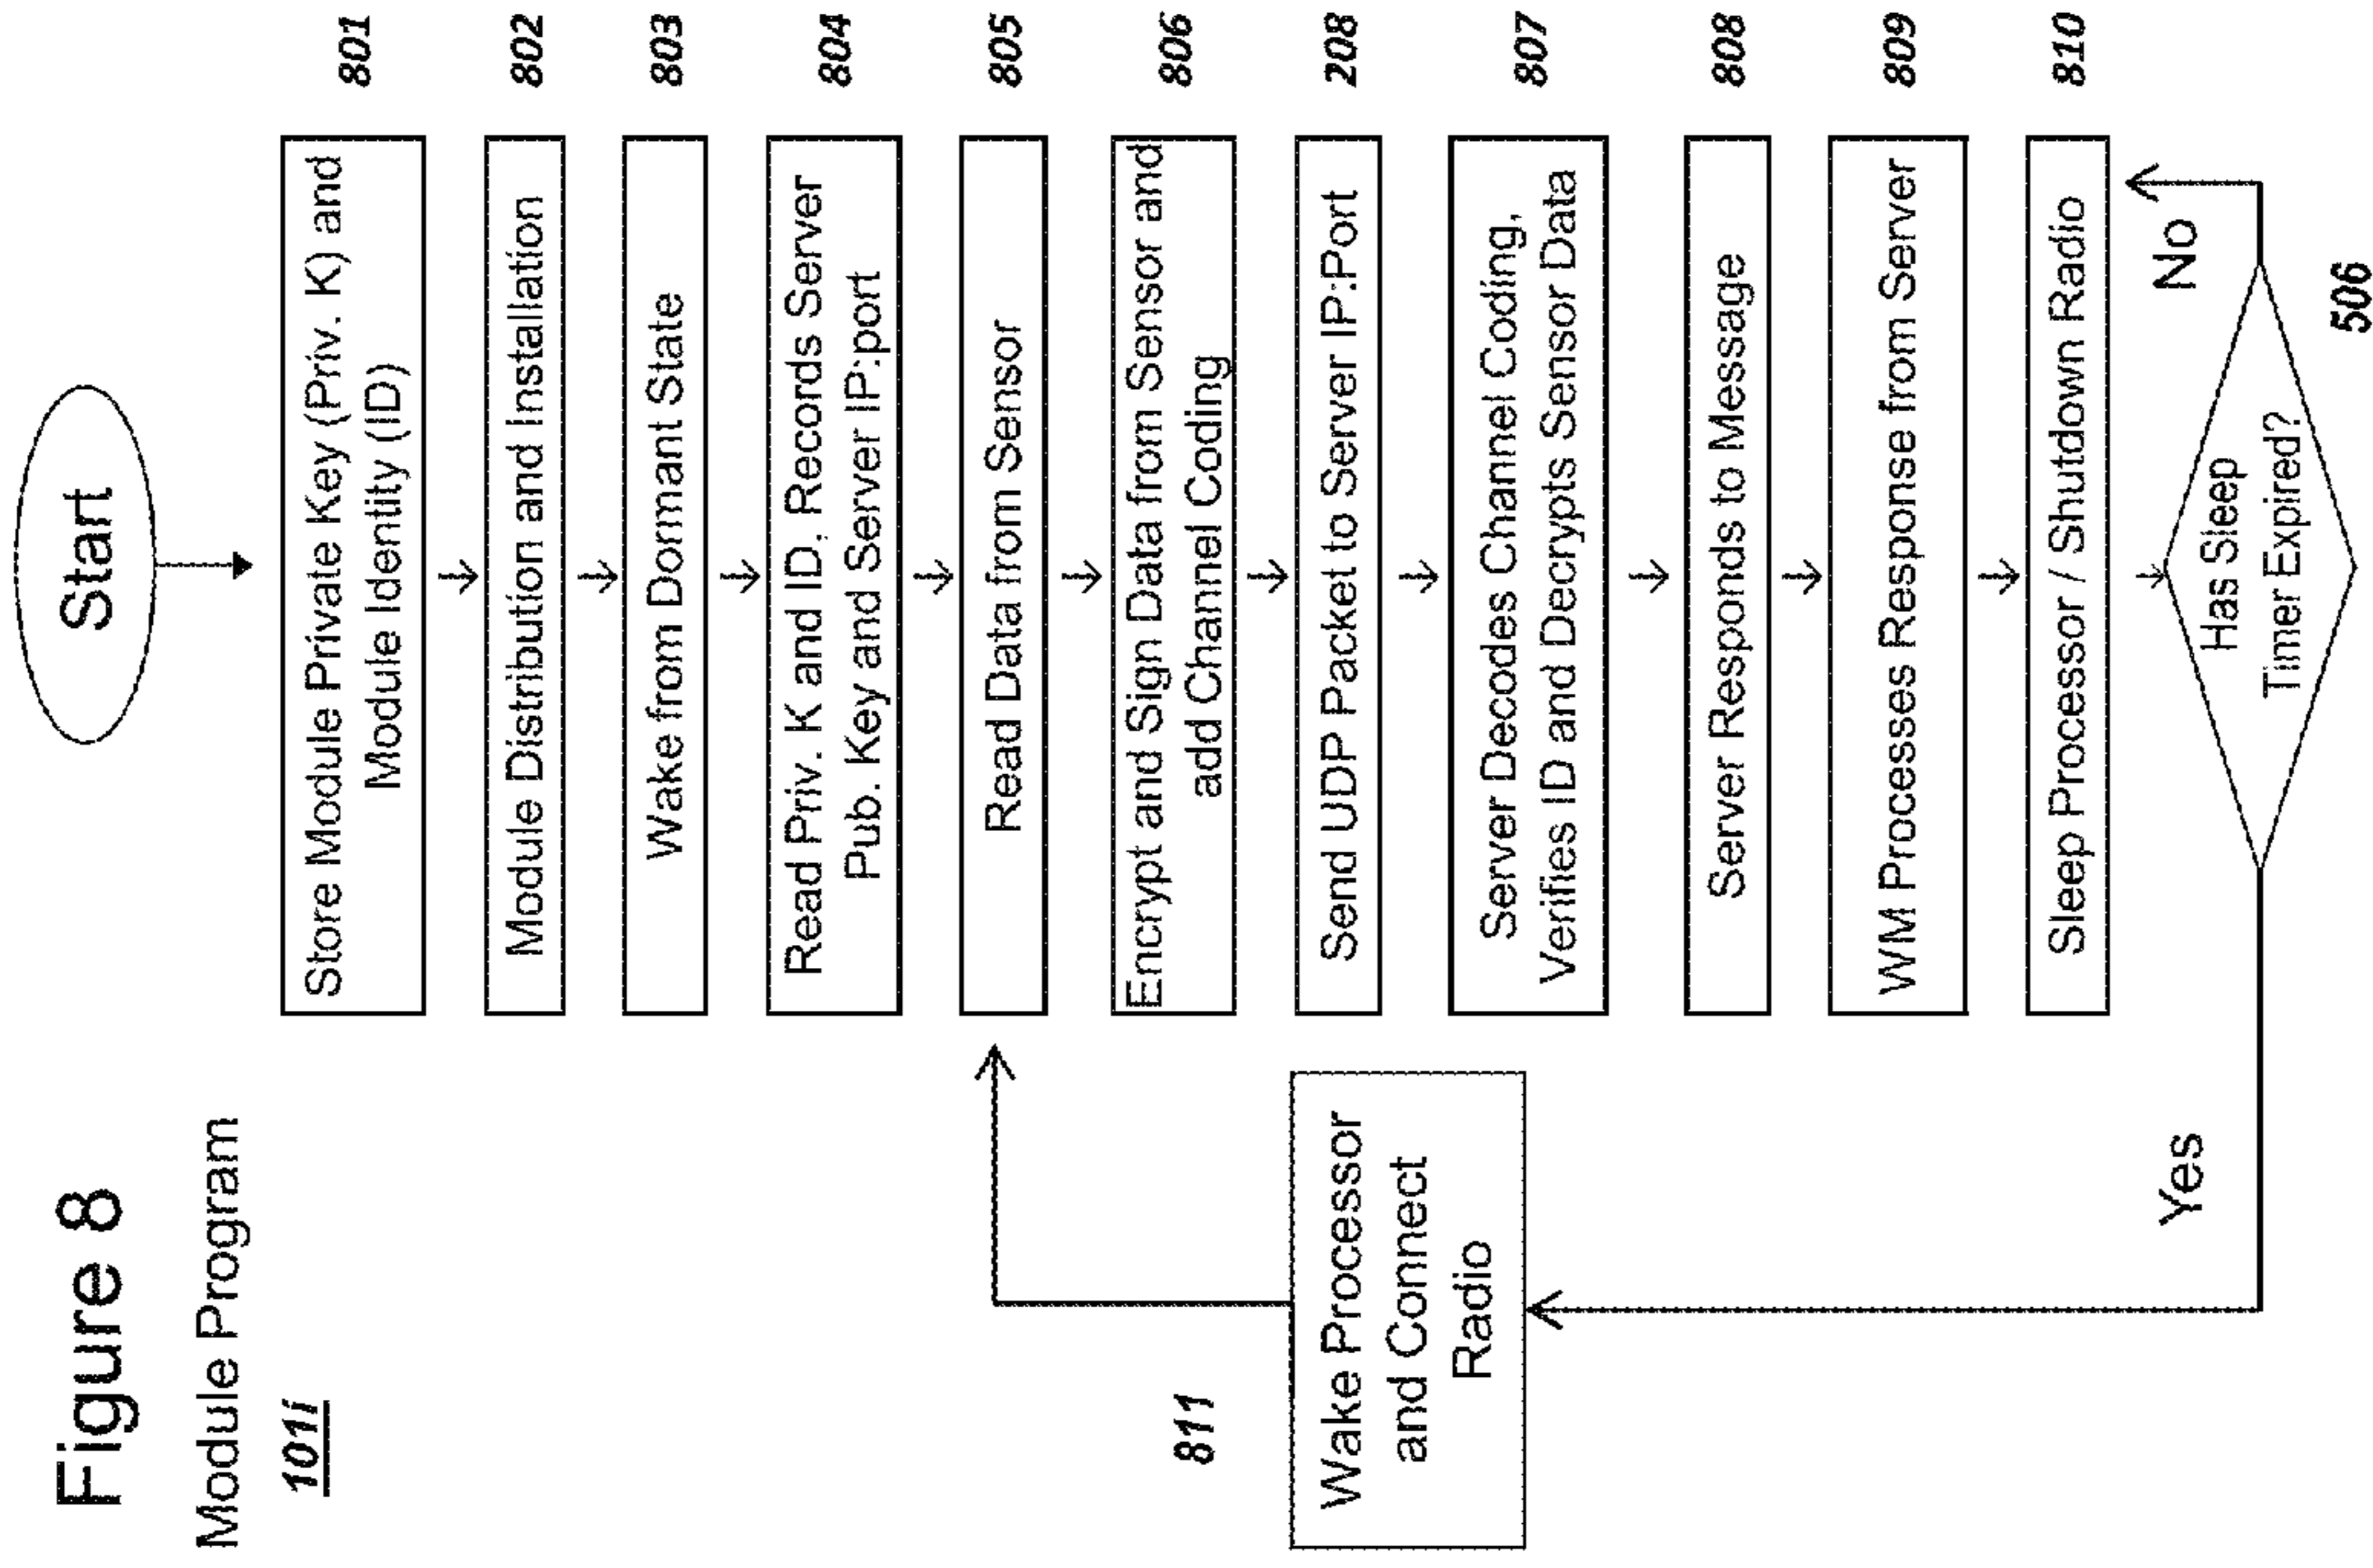 Figure 8
Module Program
101i
Start
Store Module Private Key (Priv. K) and
Module Identity (ID)
801
Module Distribution and Installation
802
Wake from Dormant State
803
Read Priv. K and ID, Records Server
Pub. Key and Server IP:port
804
Read Data from Sensor
805
Encrypt and Sign Data from Sensor and
add Channel Coding
806
Send UDP Packet to Server IP:Port
208
Server Decodes Channel Coding,
Verifies ID and Decrypts Sensor Data
807
Server Responds to Message
808
WM Processes Response from Server
809
Sleep Processor / Shutdown Radio
810
Has Sleep
Timer Expired?
506
No
Yes
811
Wake Processor
and Connect
Radio